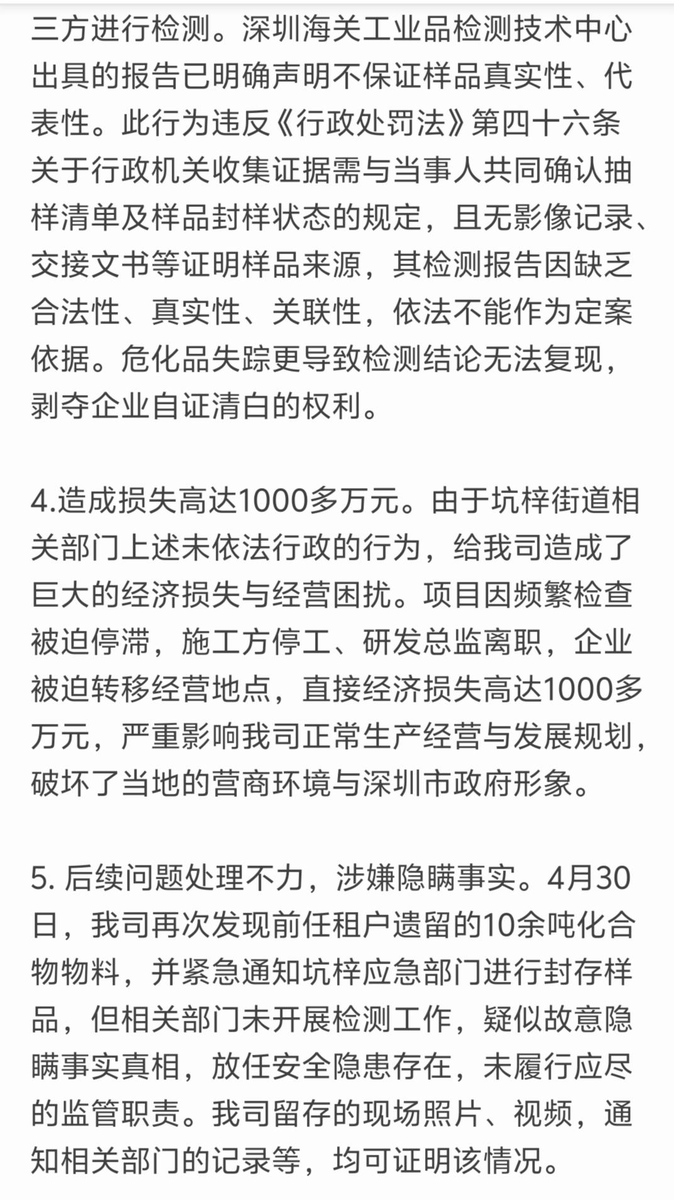 三方进行检测。深圳海关工业品检测技术中心
出具的报告已明确声明不保证样品真实性、代
表性。此行为违反《行政处罚法》第四十六条
关于行政机关收集证据需与当事人共同确认抽
样清单及样品封样状态的规定，且无影像记录、
交接文书等证明样品来源，其检测报告因缺乏
合法性、真实性、关联性，依法不能作为定案
依据。危化品失踪更导致检测结论无法复现，
剥夺企业自证清白的权利。
4.造成损失高达1000多万元。由于坑梓街道相
关部门上述未依法行政的行为，给我司造成了
巨大的经济损失与经营困扰。项目因频繁检查
被迫停滞，施工方停工、研发总监离职，企业
被迫转移经营地点，直接经济损失高达1000多
万元，严重影响我司正常生产经营与发展规划，
破坏了当地的营商环境与深圳市政府形象。
5. 后续问题处理不力，涉嫌隐瞒事实。4月30
日，我司再次发现前任租户遗留的10余吨化合
物物料，并紧急通知坑梓应急部门进行封存样
品，但相关部门未开展检测工作，疑似故意隐
瞒事实真相，放任安全隐患存在，未履行应尽
的监管职责。我司留存的现场照片、视频，通
知相关部门的记录等，均可证明该情况。